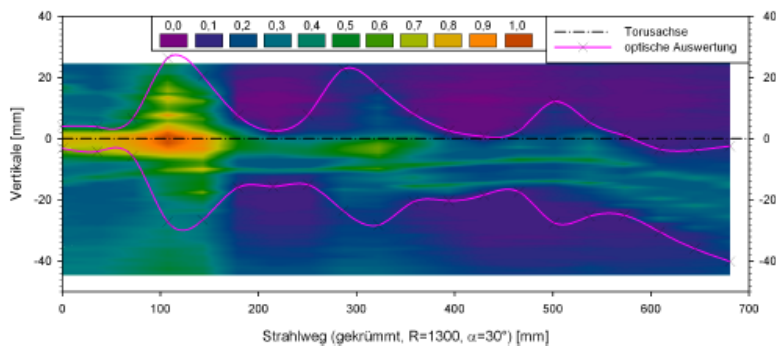 0,0 0,1 0,2 0,3 0,4 0,5 0,6 0,7 0,8 0,9 1,0
Torusachse
optische Auswertung
40 40
20 20
0 0
-20 -20
-40 -40
Vertikale [mm]
0 100 200 300 400 500 600 700
Strahlweg (gekrümmt, R=1300, α=30°) [mm]